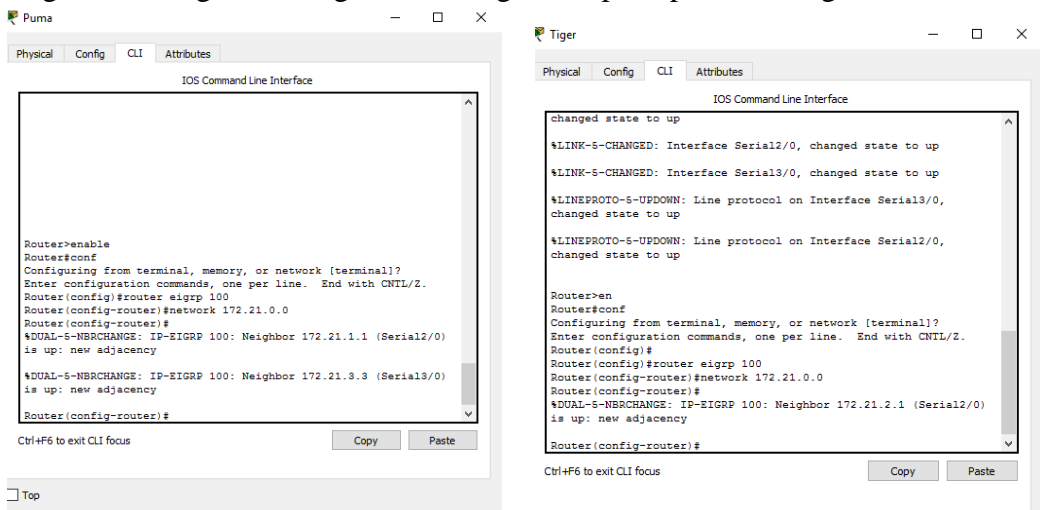 Puma
Physical Config CLI Attributes
IOS Command Line Interface
Router>enable
Router#conf
Configuring from terminal, memory, or network [terminal]?
Enter configuration commands, one per line.  End with CNTL/Z.
Router(config)#router eigrp 100
Router(config-router)#network 172.21.0.0
Router(config-router)#
%DUAL-5-NBRCHANGE: IP-EIGRP 100: Neighbor 172.21.1.1 (Serial2/0)
is up: new adjacency
%DUAL-5-NBRCHANGE: IP-EIGRP 100: Neighbor 172.21.3.3 (Serial3/0)
is up: new adjacency
Router(config-router)#
Ctrl+F6 to exit CLI focus
Copy Paste
Top
Tiger
Physical Config CLI Attributes
IOS Command Line Interface
changed state to up
%LINK-5-CHANGED: Interface Serial2/0, changed state to up
%LINK-5-CHANGED: Interface Serial3/0, changed state to up
%LINEPROTO-5-UPDOWN: Line protocol on Interface Serial3/0,
changed state to up
%LINEPROTO-5-UPDOWN: Line protocol on Interface Serial2/0,
changed state to up
Router>en
Router#conf
Configuring from terminal, memory, or network [terminal]?
Enter configuration commands, one per line.  End with CNTL/Z.
Router(config)#
Router(config)#router eigrp 100
Router(config-router)#network 172.21.0.0
Router(config-router)#
%DUAL-5-NBRCHANGE: IP-EIGRP 100: Neighbor 172.21.2.1 (Serial2/0)
is up: new adjacency
Router(config-router)#
Ctrl+F6 to exit CLI focus
Copy Paste